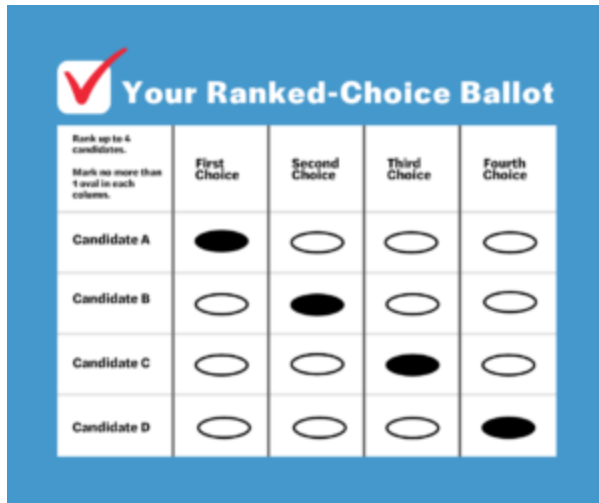 Your Ranked-Choice Ballot
Rank up to 4
candidates.
Mark no more than
1 oval in each
column.
First
Choice
Second
Choice
Third
Choice
Fourth
Choice
Candidate A
Candidate B
Candidate C
Candidate D